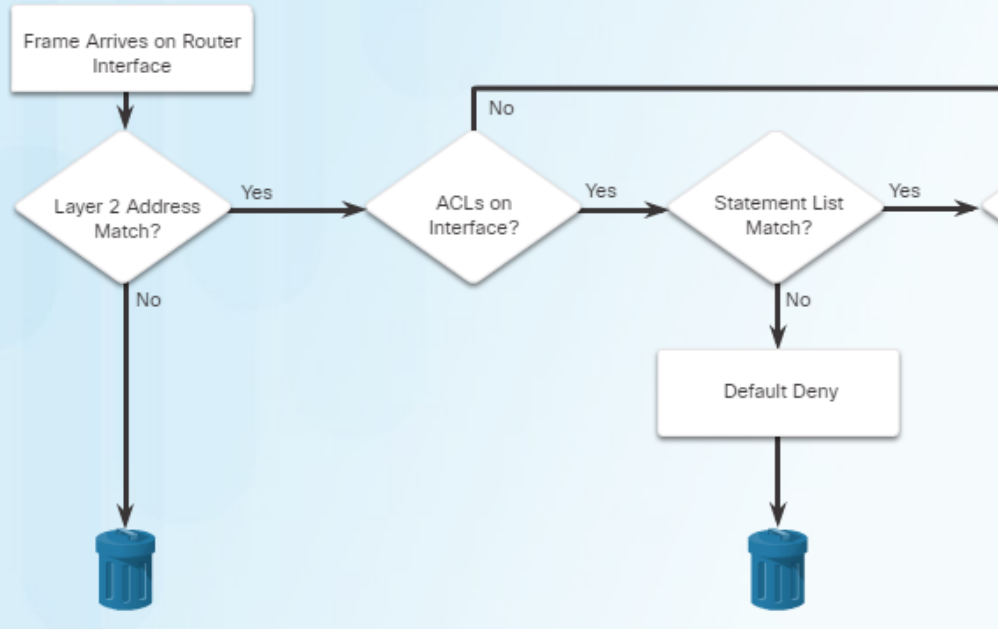 Frame Arrives on Router
Interface
No
Layer 2 Address
Match?
Yes
ACLs on
Interface?
Yes
Statement List
Match?
Yes
No
No
Default Deny